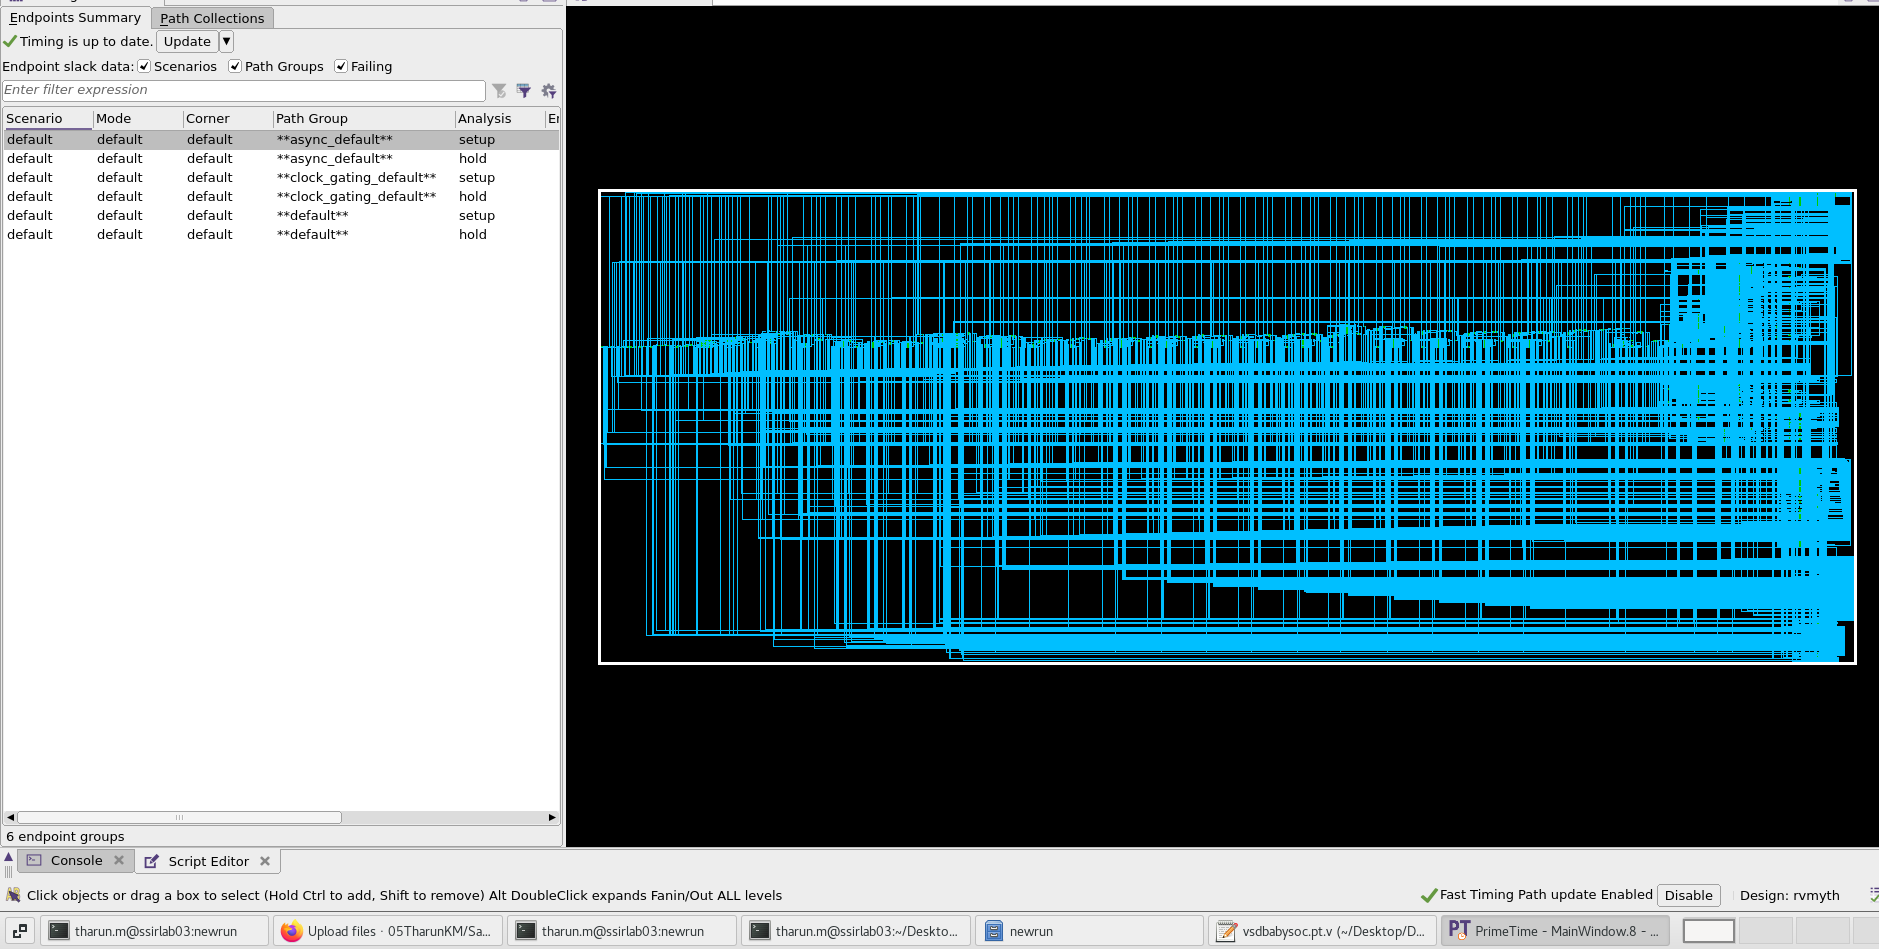 Endpoints Summary Path Collections
Timing is up to date. Update
Endpoint slack data: Scenarios Path Groups Failing
Enter filter expression
Scenario Mode Corner Path Group Analysis
default default default **async_default** setup
default default default **async_default** hold
default default default **clock_gating_default** setup
default default default **clock_gating_default** hold
default default default **default** setup
default default default **default** hold
6 endpoint groups
Console Script Editor
Click objects or drag a box to select (Hold Ctrl to add, Shift to remove) Alt DoubleClick expands Fanin/Out ALL levels Fast Timing Path update Enabled Disable Design: rvmyth
tharun.m@ssirlab03:newrun Upload files · 05TharunKM/Sa... tharun.m@ssirlab03:newrun tharun.m@ssirlab03:~/Deskto... newrun vsdbabysoc.pt.v (~/Desktop/D... PT PrimeTime - MainWindow.8 - ...